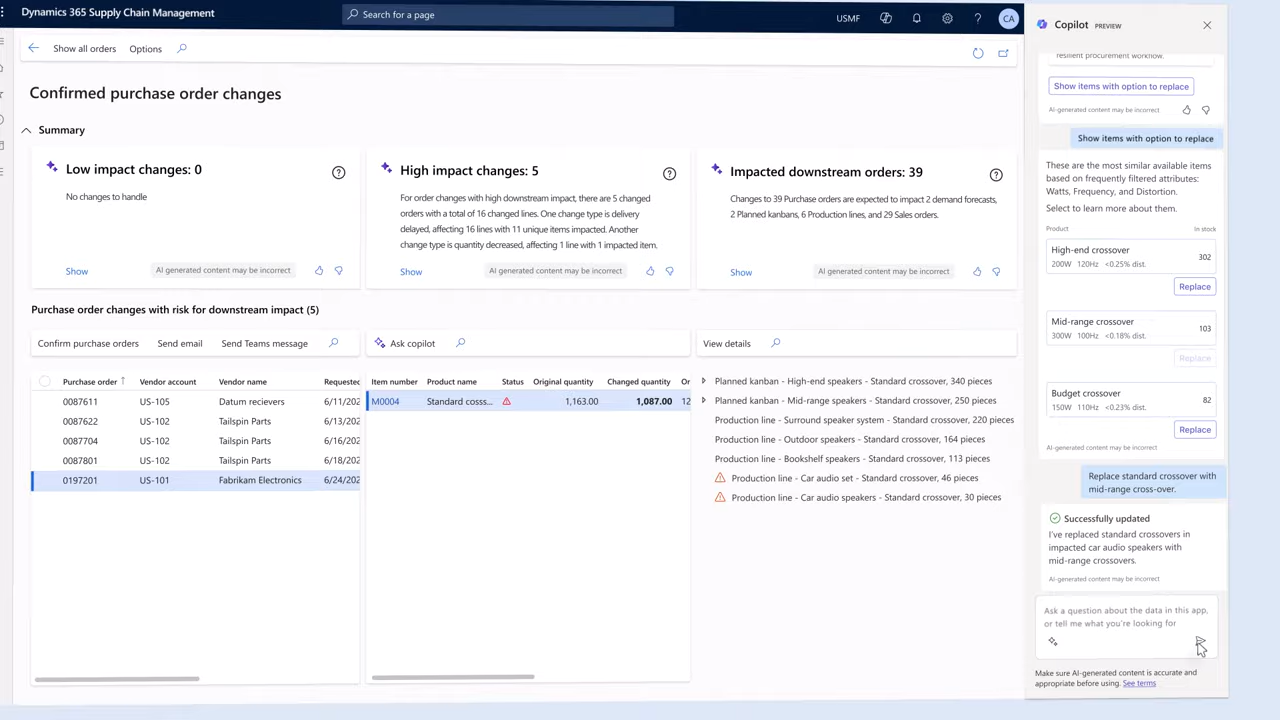 Dynamics 365 Supply Chain Management
Search for a page
USMF
?
CA
Show all orders
Options
Confirmed purchase order changes
Summary
Low impact changes: 0
?
No changes to handle
Show
AI generated content may be incorrect
High impact changes: 5
?
For order changes with high downstream impact, there are 5 changed
orders with a total of 16 changed lines. One change type is delivery
delayed, affecting 16 lines with 11 unique items impacted. Another
change type is quantity decreased, affecting 1 line with 1 impacted item.
Show
AI generated content may be incorrect
Impacted downstream orders: 39
?
Changes to 39 Purchase orders are expected to impact 2 demand forecasts,
2 Planned kanbans, 6 Production lines, and 29 Sales orders.
Show
AI generated content may be incorrect
Purchase order changes with risk for downstream impact (5)
Confirm purchase orders
Send email
Send Teams message
Purchase order Vendor account Vendor name Requested
0087611 US-105 Datum recievers 6/11/202
0087622 US-102 Tailspin Parts 6/13/202
0087704 US-102 Tailspin Parts 6/16/202
0087801 US-102 Tailspin Parts 6/18/202
0197201 US-101 Fabrikam Electronics 6/24/202
Ask copilot
Item number Product name Status Original quantity Changed quantity Or
M0004 Standard cosss... 1,163.00 1,087.00 12
View details
Planned kanban - High-end speakers - Standard crossover, 340 pieces
Planned kanban - Mid-range speakers - Standard crossover, 250 pieces
Production line - Surround speaker system - Standard crossover, 220 pieces
Production line - Outdoor speakers - Standard crossover, 164 pieces
Production line - Bookshelf speakers - Standard crossover, 113 pieces
Production line - Car audio set - Standard crossover, 46 pieces
Production line - Car audio speakers - Standard crossover, 30 pieces
Copilot PREVIEW
resilient procurement workflow.
Show items with option to replace
AI-generated content may be incorrect
Show items with option to replace
These are the most similar available items
based on frequently filtered attributes:
Watts, Frequency, and Distortion.
Select to learn more about them.
Product In stock
High-end crossover
200W 120Hz <0.25% dist.
302
Replace
Mid-range crossover
300W 100Hz <0.18% dist.
103
Replace
Budget crossover
150W 110Hz <0.23% dist.
82
Replace
AI-generated content may be incorrect
Replace standard crossover with
mid-range cross-over.
Successfully updated
I've replaced standard crossovers in
impacted car audio speakers with
mid-range crossovers.
AI-generated content may be incorrect
Ask a question about the data in this app,
or tell me what you're looking for
Make sure AI-generated content is accurate and
appropriate before using. See terms